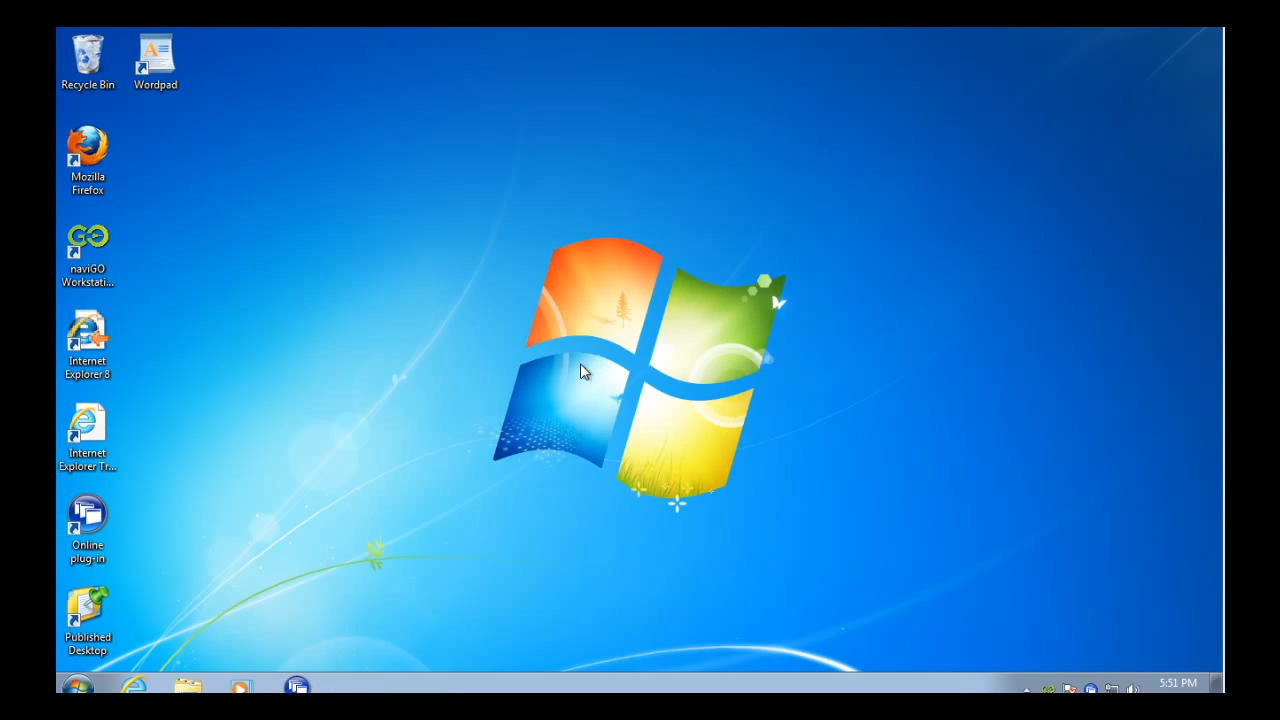 Recycle Bin
Wordpad
Mozilla
Firefox
naviGO
Workstati...
Internet
Explorer 8
Internet
Explorer Tr...
Online
plug-in
Published
Desktop
5:51 PM